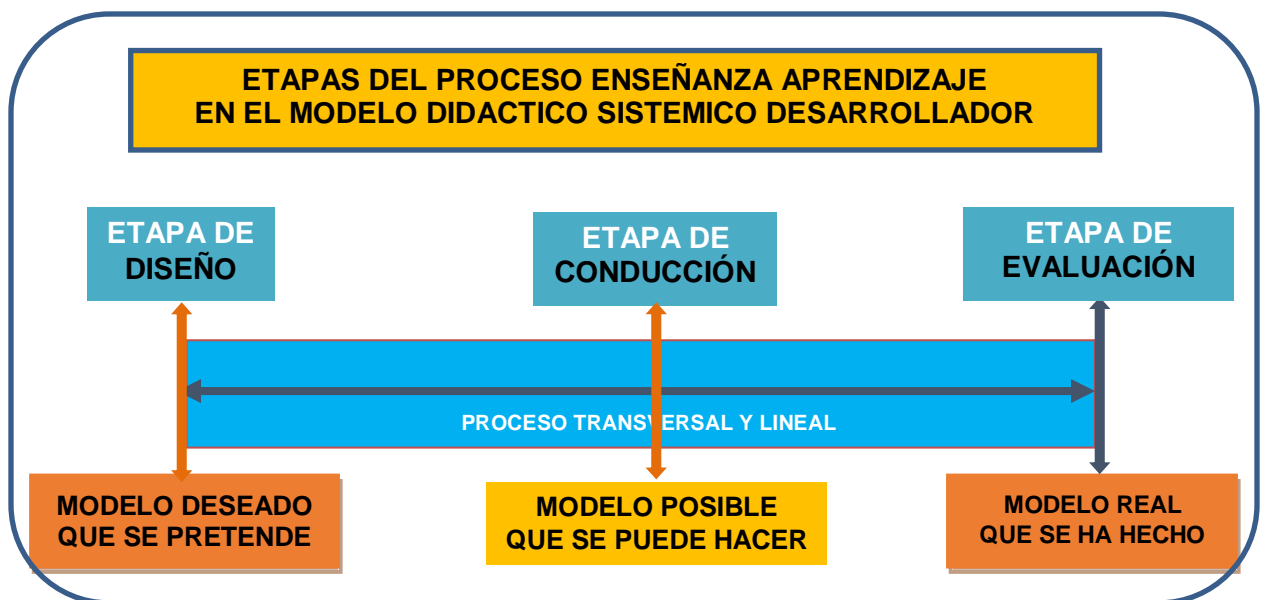 ETAPAS DEL PROCESO ENSEÑANZA APRENDIZAJE
EN EL MODELO DIDACTICO SISTEMICO DESARROLLADOR
ETAPA DE
DISEÑO
ETAPA DE
CONDUCCIÓN
ETAPA DE
EVALUACIÓN
PROCESO TRANSVERSAL Y LINEAL
MODELO DESEADO
QUE SE PRETENDE
MODELO POSIBLE
QUE SE PUEDE HACER
MODELO REAL
QUE SE HA HECHO